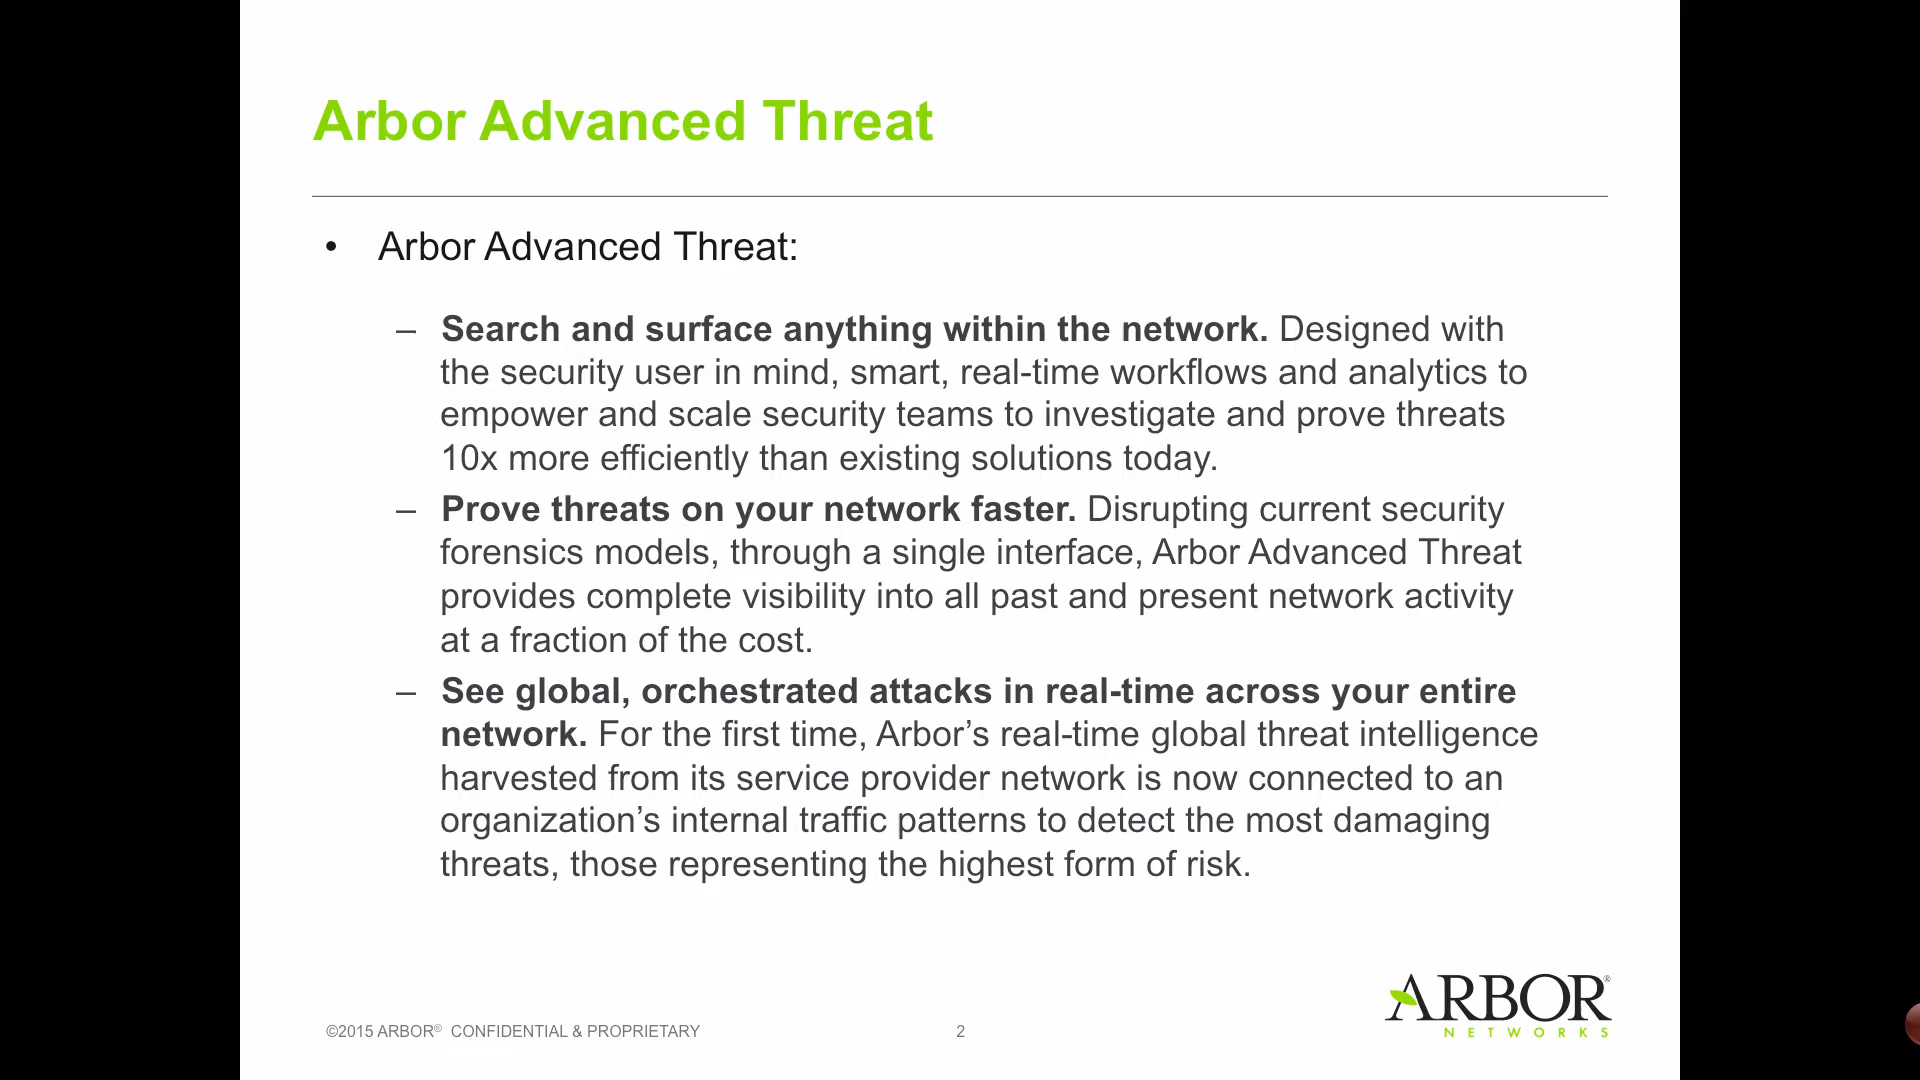 Arbor Advanced Threat
• Arbor Advanced Threat:
– Search and surface anything within the network. Designed with
the security user in mind, smart, real-time workflows and analytics to
empower and scale security teams to investigate and prove threats
10x more efficiently than existing solutions today.
– Prove threats on your network faster. Disrupting current security
forensics models, through a single interface, Arbor Advanced Threat
provides complete visibility into all past and present network activity
at a fraction of the cost.
– See global, orchestrated attacks in real-time across your entire
network. For the first time, Arbor’s real-time global threat intelligence
harvested from its service provider network is now connected to an
organization’s internal traffic patterns to detect the most damaging
threats, those representing the highest form of risk.
ARBOR®
NETWORKS
©2015 ARBOR® CONFIDENTIAL & PROPRIETARY
2